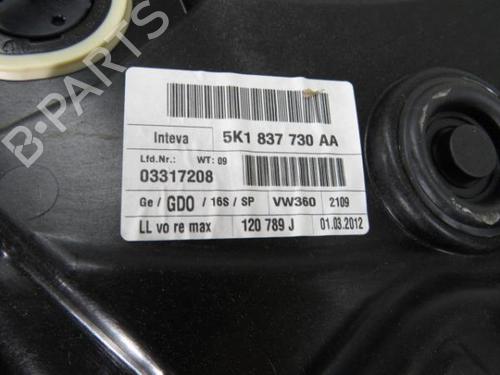 B-PARTS
Inteva
5K1 837 730 AA
Lfd.Nr.: WT: 09
03317208
Ge / GDO / 16S / SP VW360 2109
LL vo re max 120 789 J 01.03.2012